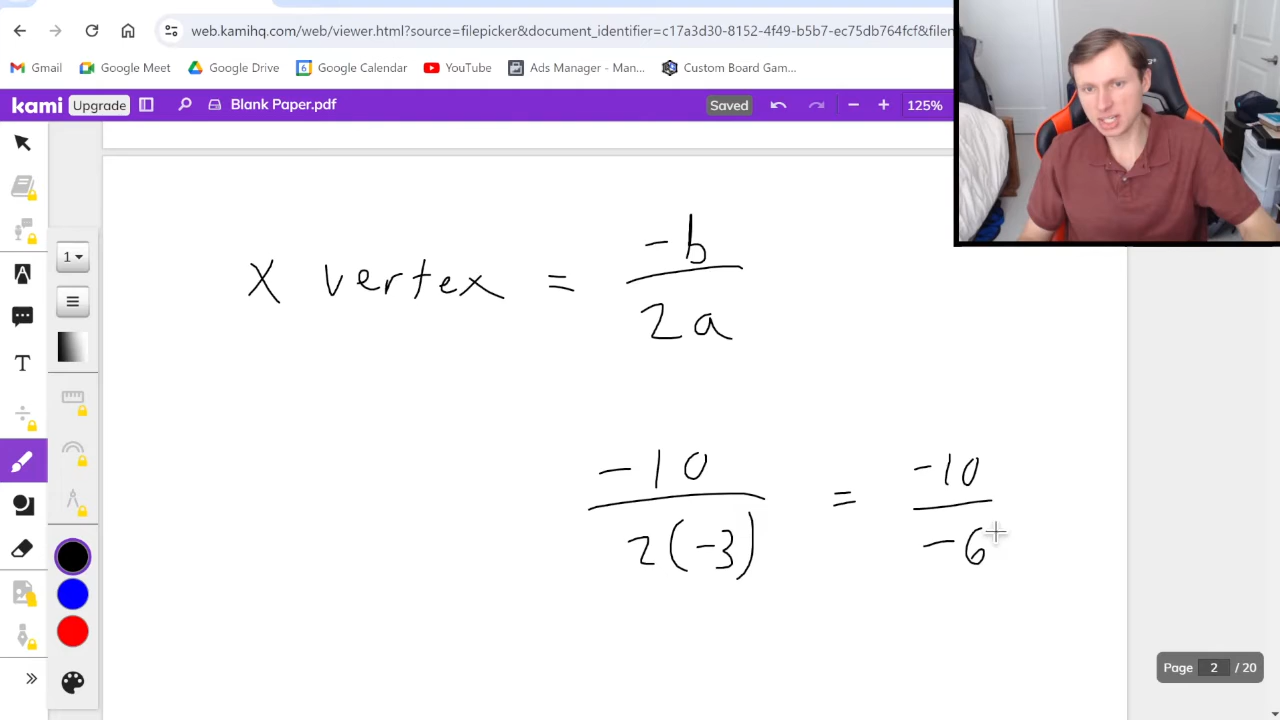 web.kamihq.com/web/viewer.html?source=filepicker&document_identifier=c17a3d30-8152-4f49-b5b7-ec75db764fcf&filen
Gmail Google Meet Google Drive 6 Google Calendar YouTube Ads Manager - Man... Custom Board Gam...
kami Upgrade Blank Paper.pdf Saved 125%
1
T
X vertex = -b / 2a
-10 / 2(-3) = -10 / -6
Page 2 / 20